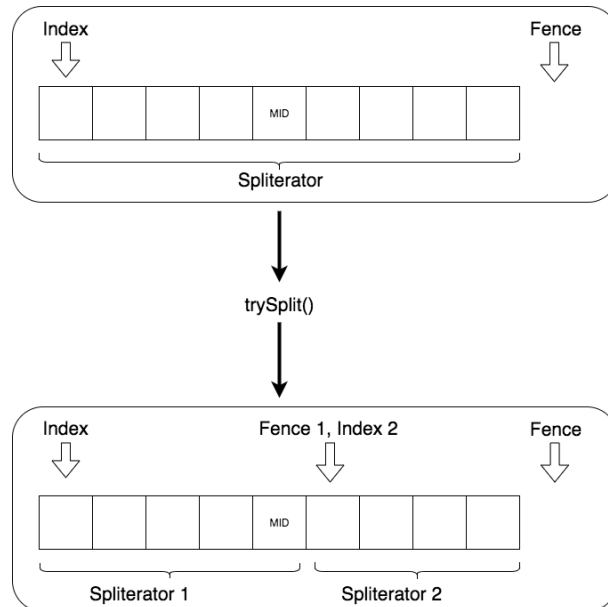 Index Fence
MID
Spliterator
trySplit()
Index Fence 1, Index 2 Fence
MID
Spliterator 1 Spliterator 2